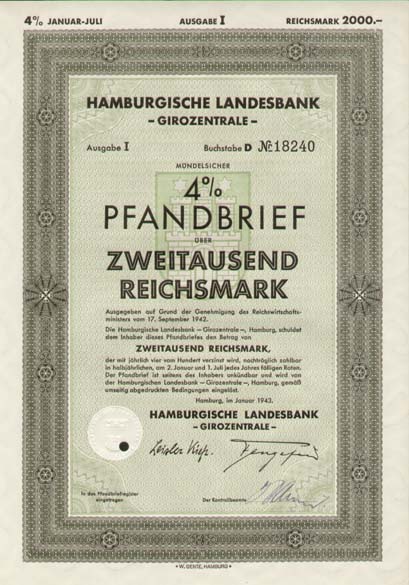 4% JANUAR-JULI AUSGABE I REICHSMARK 2000.–
HAMBURGISCHE LANDESBANK
– GIROZENTRALE –
Ausgabe I Buchstabe D № 18240
MÜNDELSICHER
4%
PFANDBRIEF
ÜBER
ZWEITAUSEND
REICHSMARK
Ausgegeben auf Grund der Genehmigung des Reichswirtschafts-
ministers vom 17. September 1942.
Die Hamburgische Landesbank – Girozentrale –, Hamburg, schuldet
dem Inhaber dieses Pfandbriefes den Betrag von
ZWEITAUSEND REICHSMARK,
der mit jährlich vier vom Hundert verzinst wird, nachträglich zahlbar
in halbjährlichen, am 2. Januar und 1. Juli jedes Jahres fälligen Raten.
Der Pfandbrief ist seitens des Inhabers unkündbar und wird von
der Hamburgischen Landesbank – Girozentrale –, Hamburg, gemäß
umseitig abgedruckten Bedingungen eingelöst.
Hamburg, im Januar 1943.
HAMBURGISCHE LANDESBANK
– GIROZENTRALE –
Leisler Kiep.
In das Pfandbriefregister
eingetragen
Der Kontrollbeamte
* W. GENTE, HAMBURG *